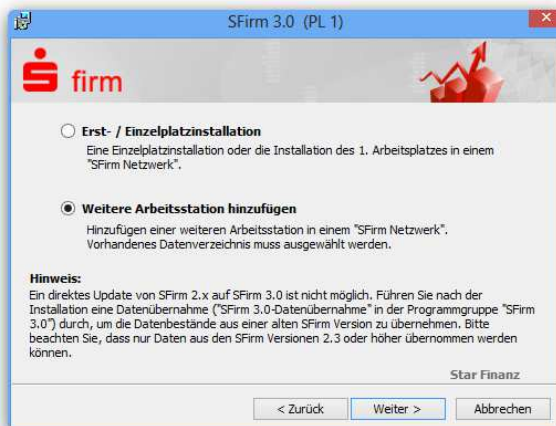 SFirm 3.0 (PL 1)
firm
Erst- / Einzelplatzinstallation
Eine Einzelplatzinstallation oder die Installation des 1. Arbeitsplatzes in einem
"SFirm Netzwerk".
Weitere Arbeitsstation hinzufügen
Hinzufügen einer weiteren Arbeitsstation in einem "SFirm Netzwerk".
Vorhandenes Datenverzeichnis muss ausgewählt werden.
Hinweis:
Ein direktes Update von SFirm 2.x auf SFirm 3.0 ist nicht möglich. Führen Sie nach der
Installation eine Datenübernahme ("SFirm 3.0-Datenübernahme" in der Programmgruppe "SFirm
3.0") durch, um die Datenbestände aus einer alten SFirm Version zu übernehmen. Bitte
beachten Sie, dass nur Daten aus den SFirm Versionen 2.3 oder höher übernommen werden
können.
Star Finanz
< Zurück Weiter > Abbrechen